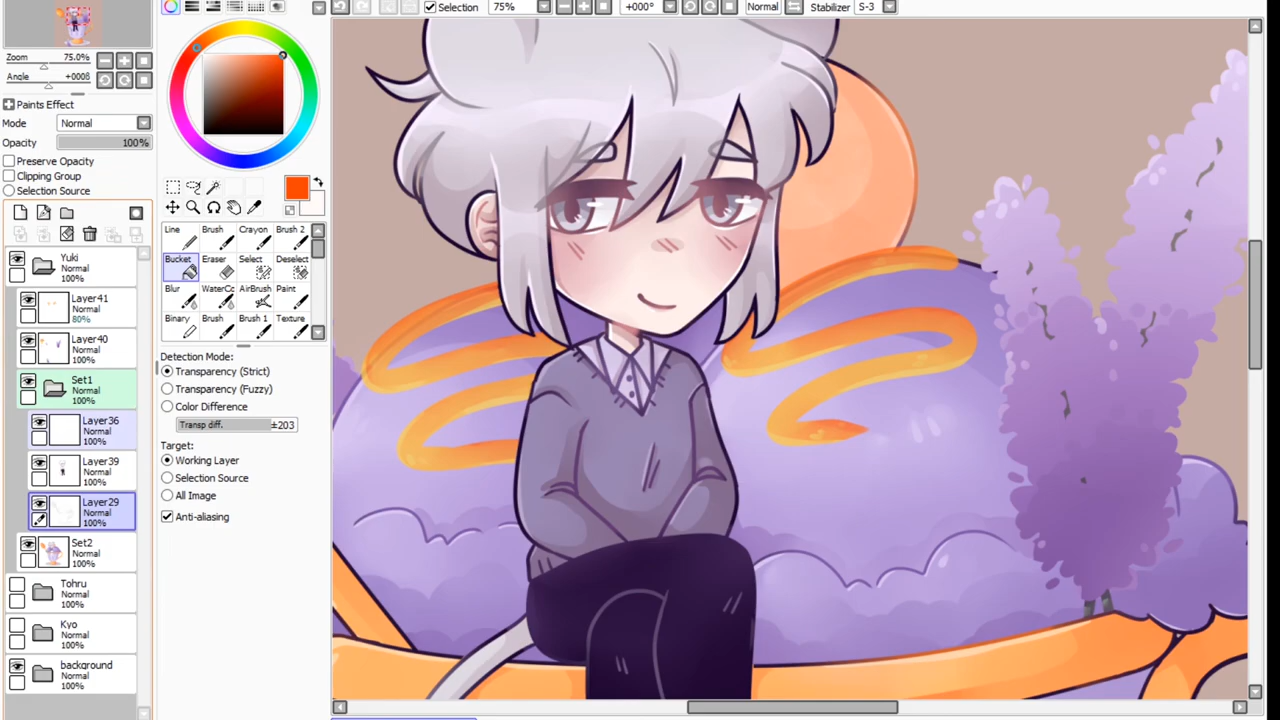 Selection 75% +000° Normal Stabilizer S-3
Zoom 75.0%
Angle +000ß
Paints Effect
Mode Normal
Opacity 100%
Preserve Opacity
Clipping Group
Selection Source
Line Brush Crayon Brush 2
Bucket Eraser Select Deselect
Blur WaterCo AirBrush Paint
Binary Brush Brush 1 Texture
Detection Mode:
Transparency (Strict)
Transparency (Fuzzy)
Color Difference
Transp diff. ±203
Target:
Working Layer
Selection Source
All Image
Anti-aliasing
Yuki
Normal
100%
Layer41
Normal
80%
Layer40
Normal
100%
Set1
Normal
100%
Layer36
Normal
100%
Layer39
Normal
100%
Layer29
Normal
100%
Set2
Normal
100%
Tohru
Normal
100%
Kyo
Normal
100%
background
Normal
100%